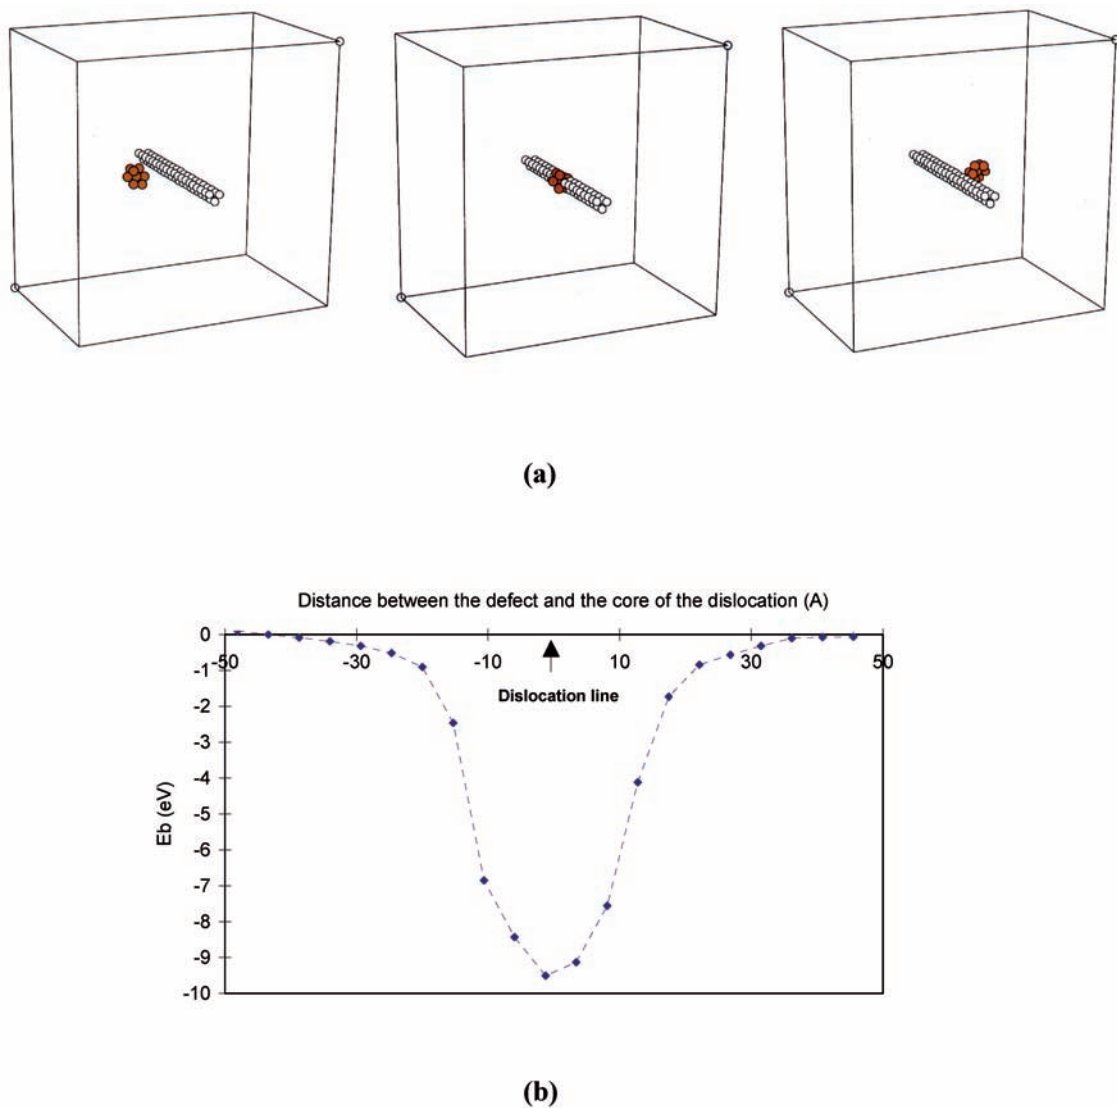 (a)
Distance between the defect and the core of the dislocation (A)
0
-50 -30 -10 10 30 50
-1
Dislocation line
-2
-3
-4
-5
-6
-7
-8
-9
-10
Eb (eV)
(b)